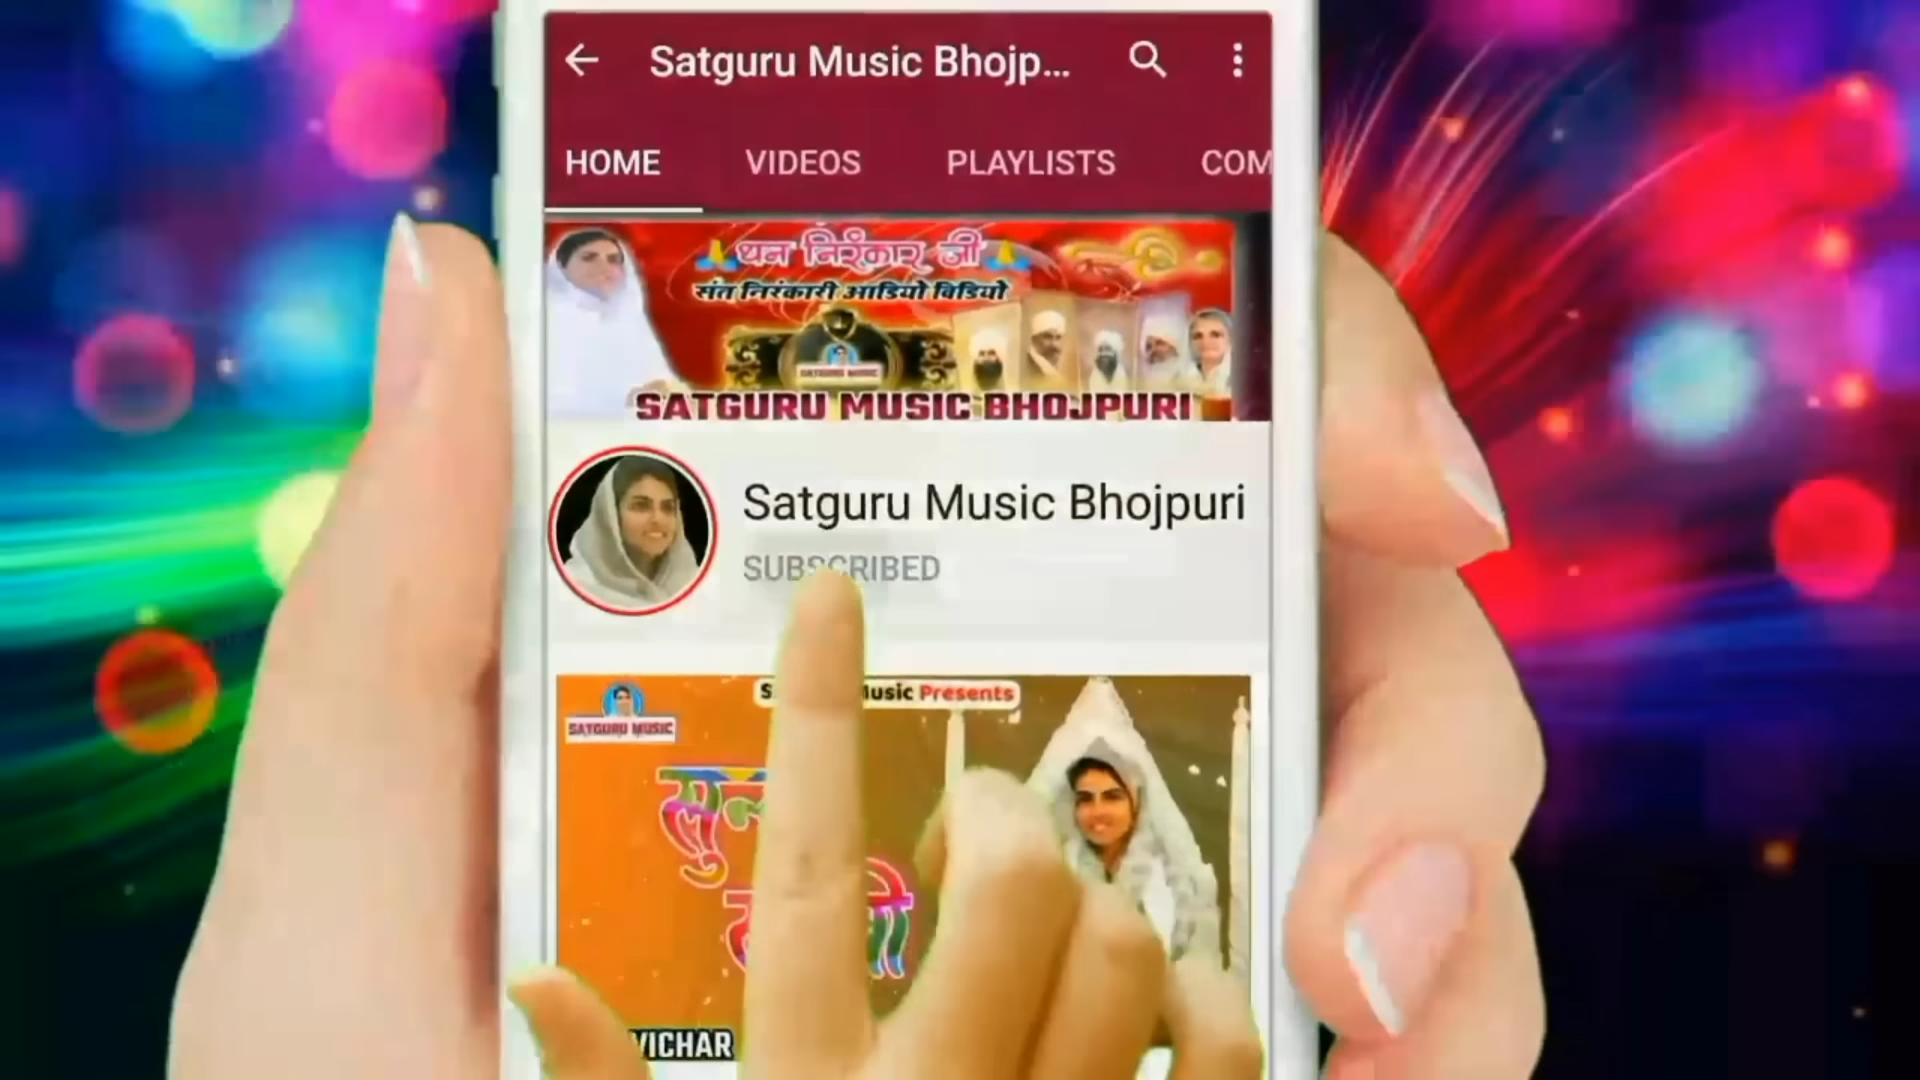 Satguru Music Bhojp...
HOME VIDEOS PLAYLISTS COM
धन निरंकार जी
संत निरंकारी आडियो विडियो
SATGURU MUSIC
SATGURU MUSIC BHOJPURI
Satguru Music Bhojpuri
SUBSCRIBED
Music Presents
SATGURU MUSIC
VICHAR